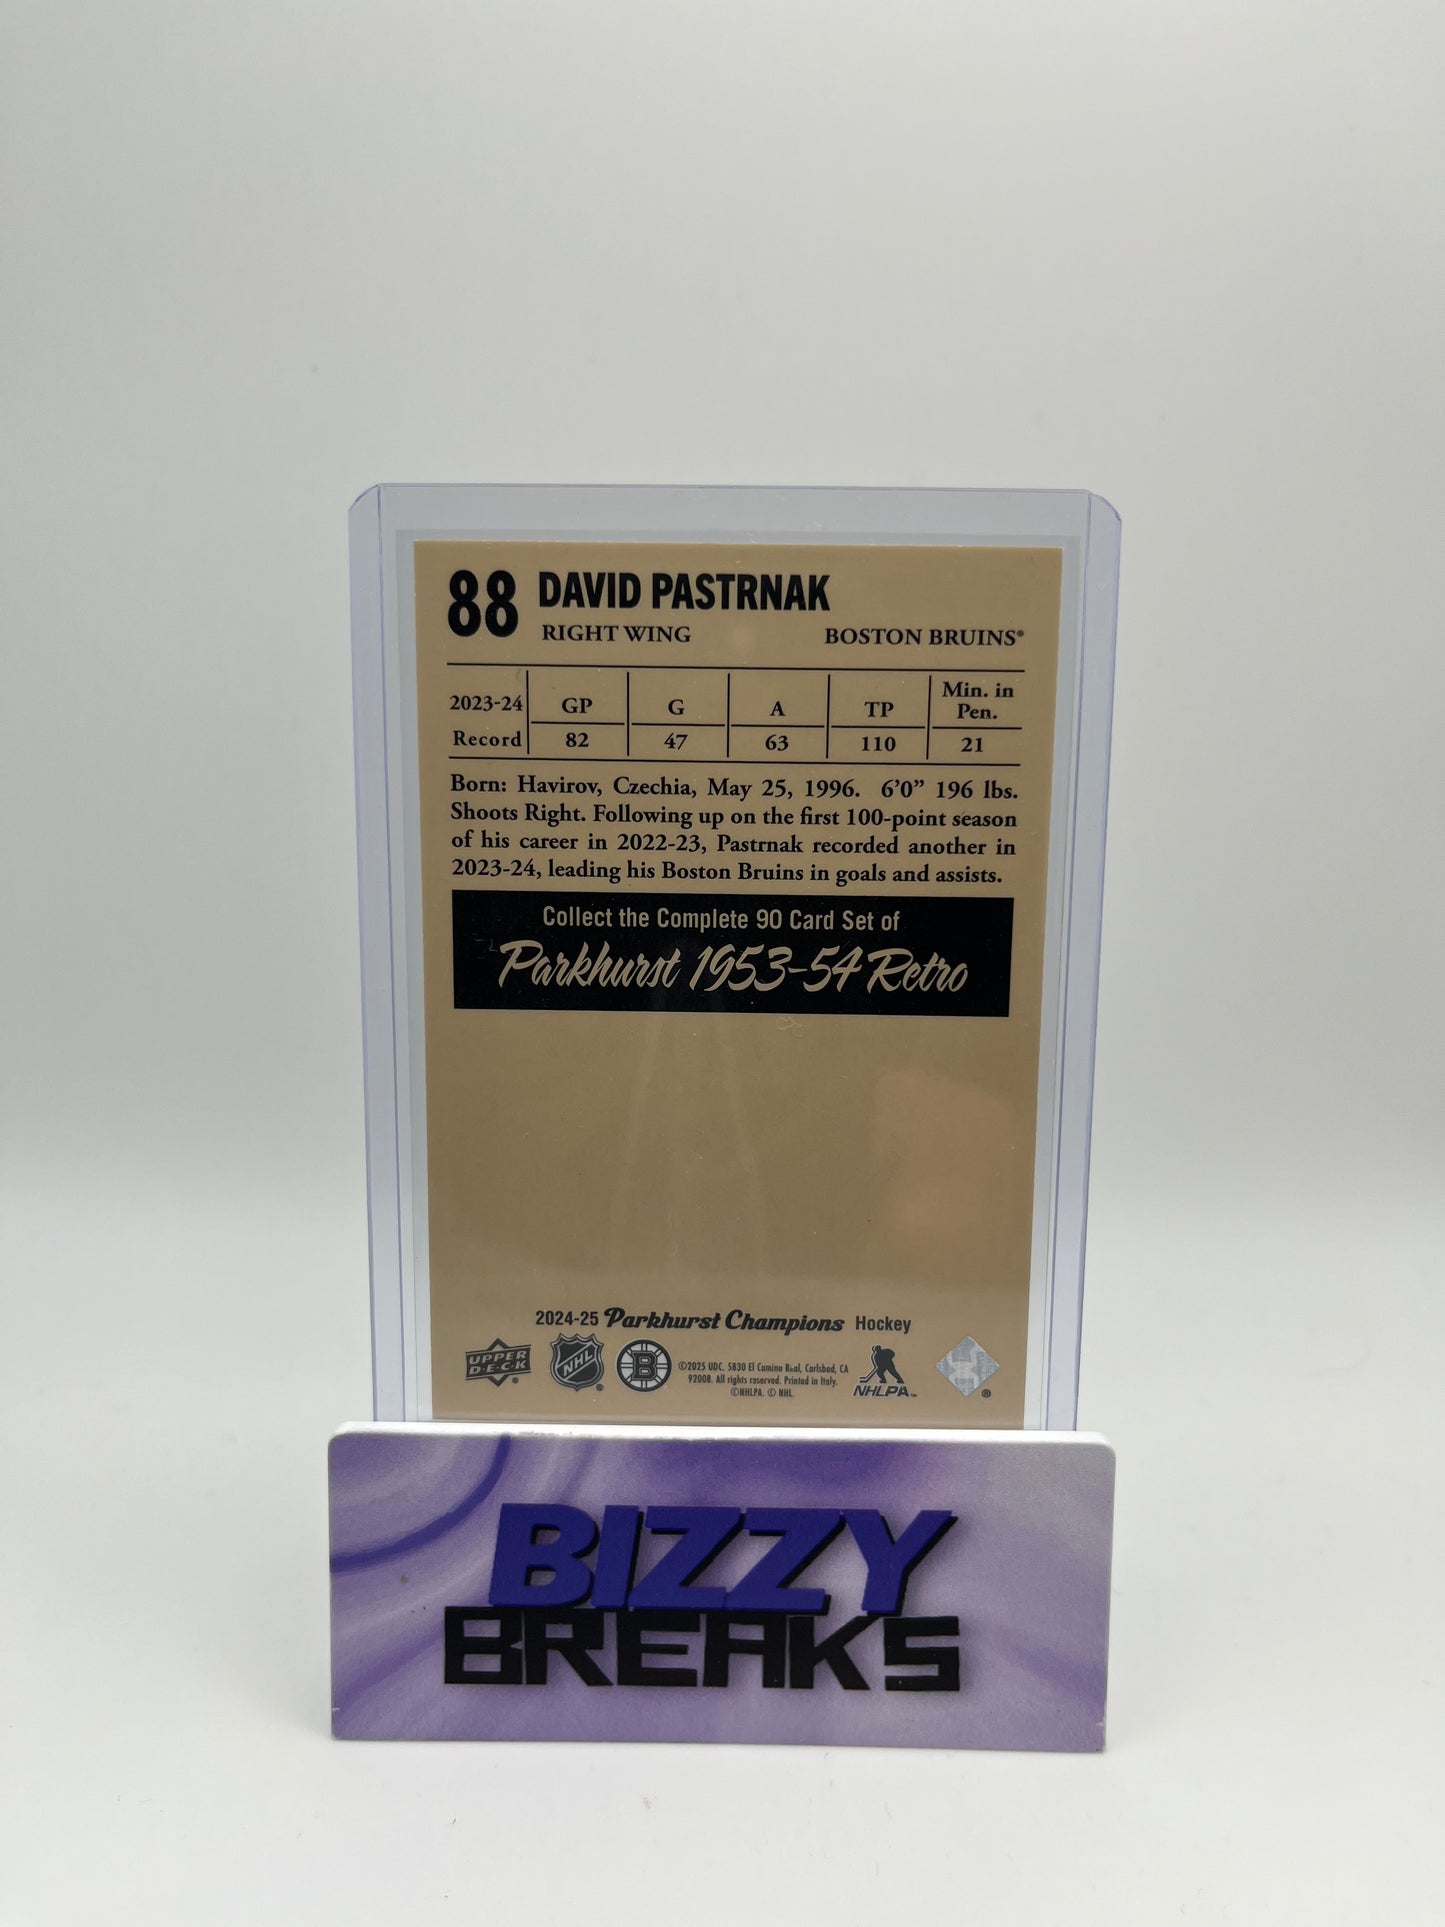 88 DAVID PASTRNAK
RIGHT WING BOSTON BRUINS®
2023-24 GP G A TP Min. in Pen.
Record 82 47 63 110 21
Born: Havirov, Czechia, May 25, 1996. 6’0” 196 lbs.
Shoots Right. Following up on the first 100-point season
of his career in 2022-23, Pastrnak recorded another in
2023-24, leading his Boston Bruins in goals and assists.
Collect the Complete 90 Card Set of
Parkhurst 1953-54 Retro
2024-25 Parkhurst Champions Hockey
UPPER
D·E·C·K
NHL
B
©2025 UDC. 5830 El Camino Real, Carlsbad, CA
92008. All rights reserved. Printed in Italy.
©NHLPA. © NHL.
NHLPA™
BIZZY
BREAKS